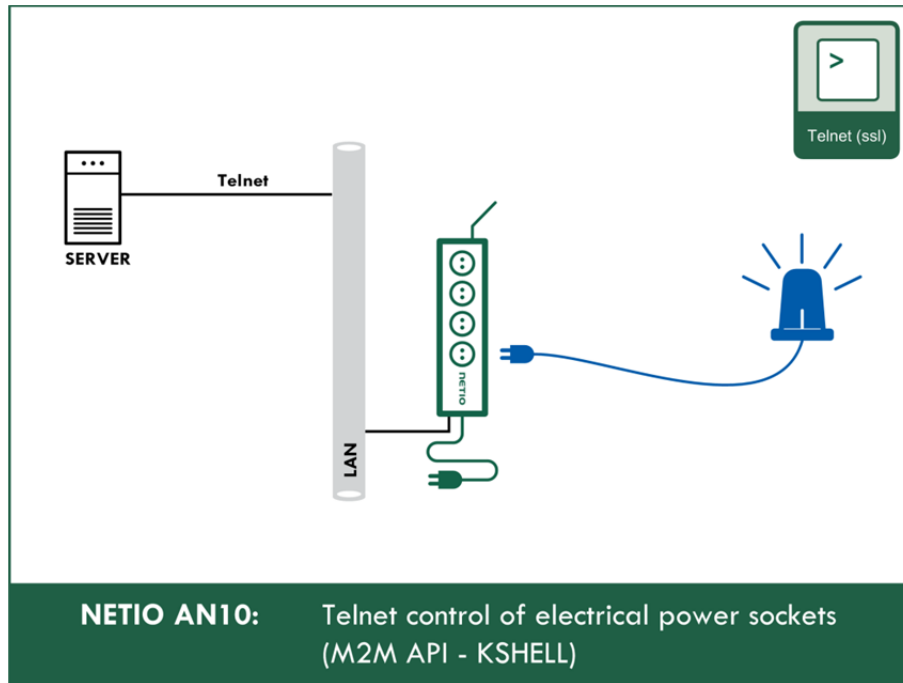 >
Telnet (ssl)
Telnet
SERVER
NETIO
LAN
NETIO AN10: Telnet control of electrical power sockets
(M2M API - KSHELL)